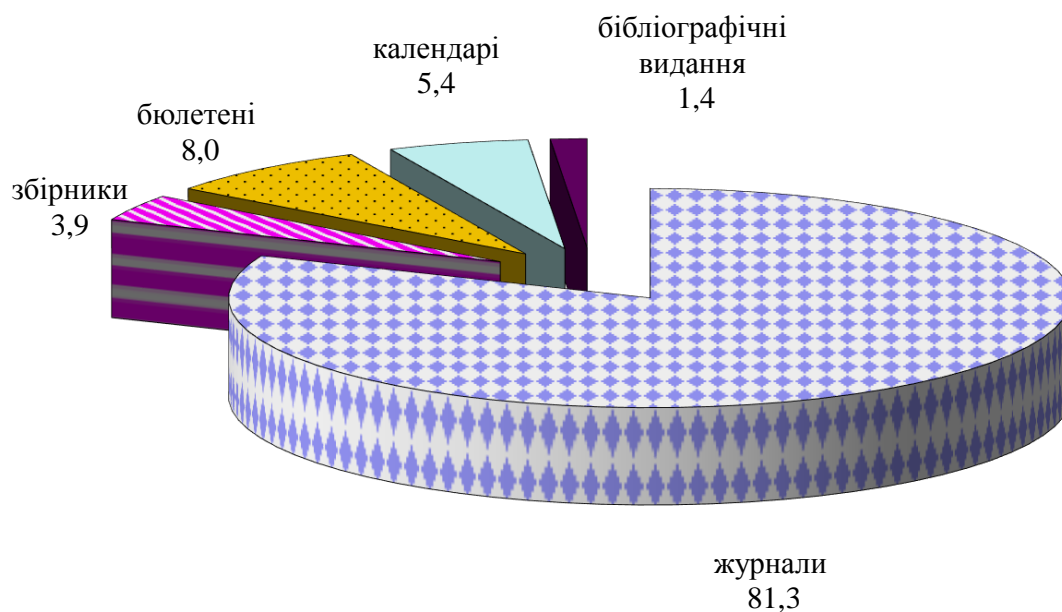 бібліографічні
видання
1,4
календарі
5,4
бюлетені
8,0
збірники
3,9
журнали
81,3